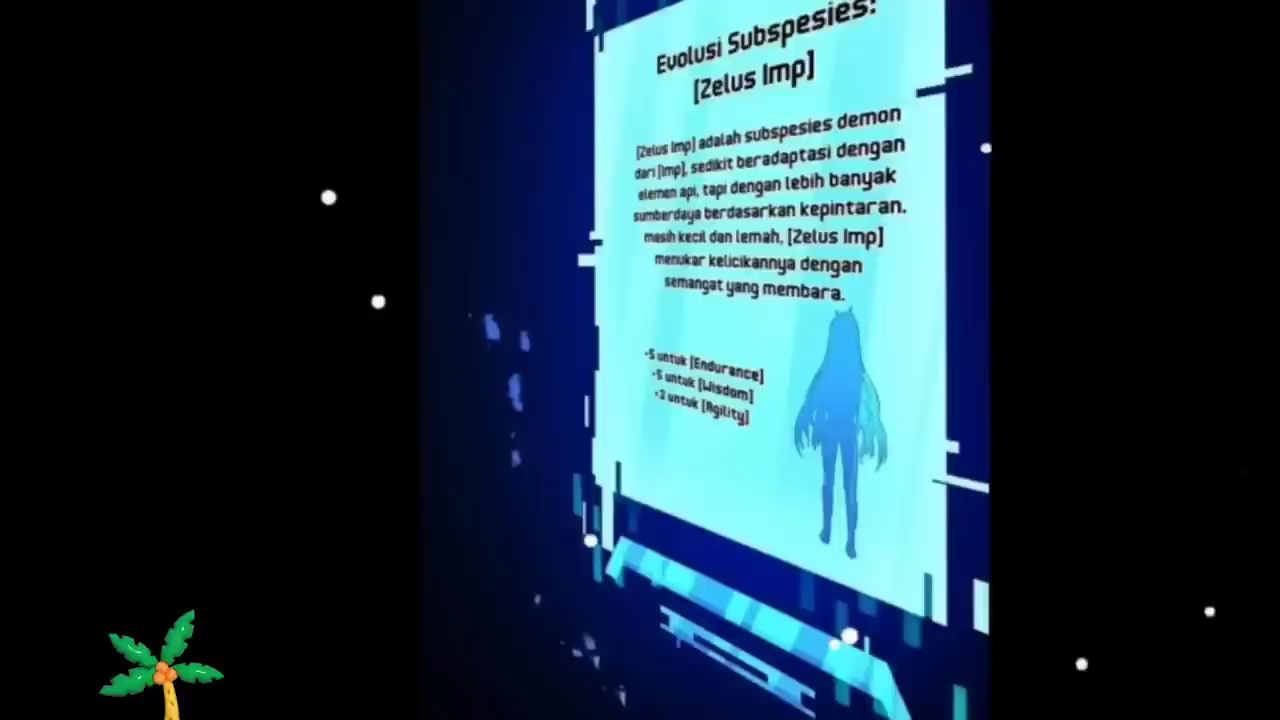 Evolusi Subspesies:
[Zelus Imp]
[Zelus Imp] adalah subspesies demon
dari [Imp], sedikit beradaptasi dengan
elemen api, tapi dengan lebih banyak
sumberdaya berdasarkan kepintaran.
masih kecil dan lemah, [Zelus Imp]
menukar kelicikannya dengan
semangat yang membara.
-5 untuk [Endurance]
-5 untuk [Wisdom]
+2 untuk [Agility]